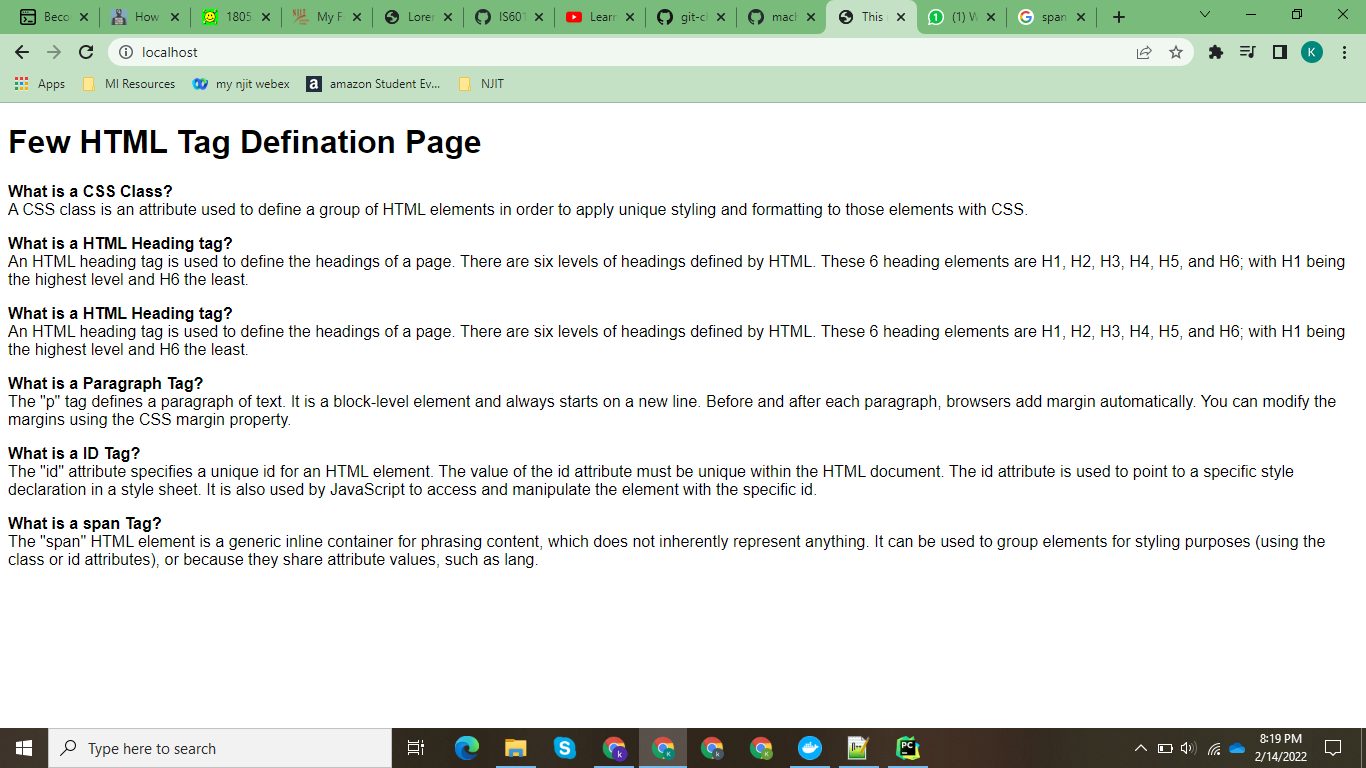 Beco
How
1805
My F
Lorer
IS601
Learn
git-cl
macl
This
(1) W
span
localhost
K
Apps
MI Resources
my njit webex
a
amazon Student Ev...
NJIT
Few HTML Tag Defination Page
What is a CSS Class?
A CSS class is an attribute used to define a group of HTML elements in order to apply unique styling and formatting to those elements with CSS.
What is a HTML Heading tag?
An HTML heading tag is used to define the headings of a page. There are six levels of headings defined by HTML. These 6 heading elements are H1, H2, H3, H4, H5, and H6; with H1 being
the highest level and H6 the least.
What is a HTML Heading tag?
An HTML heading tag is used to define the headings of a page. There are six levels of headings defined by HTML. These 6 heading elements are H1, H2, H3, H4, H5, and H6; with H1 being
the highest level and H6 the least.
What is a Paragraph Tag?
The "p" tag defines a paragraph of text. It is a block-level element and always starts on a new line. Before and after each paragraph, browsers add margin automatically. You can modify the
margins using the CSS margin property.
What is a ID Tag?
The "id" attribute specifies a unique id for an HTML element. The value of the id attribute must be unique within the HTML document. The id attribute is used to point to a specific style
declaration in a style sheet. It is also used by JavaScript to access and manipulate the element with the specific id.
What is a span Tag?
The "span" HTML element is a generic inline container for phrasing content, which does not inherently represent anything. It can be used to group elements for styling purposes (using the
class or id attributes), or because they share attribute values, such as lang.
Type here to search
8:19 PM
2/14/2022